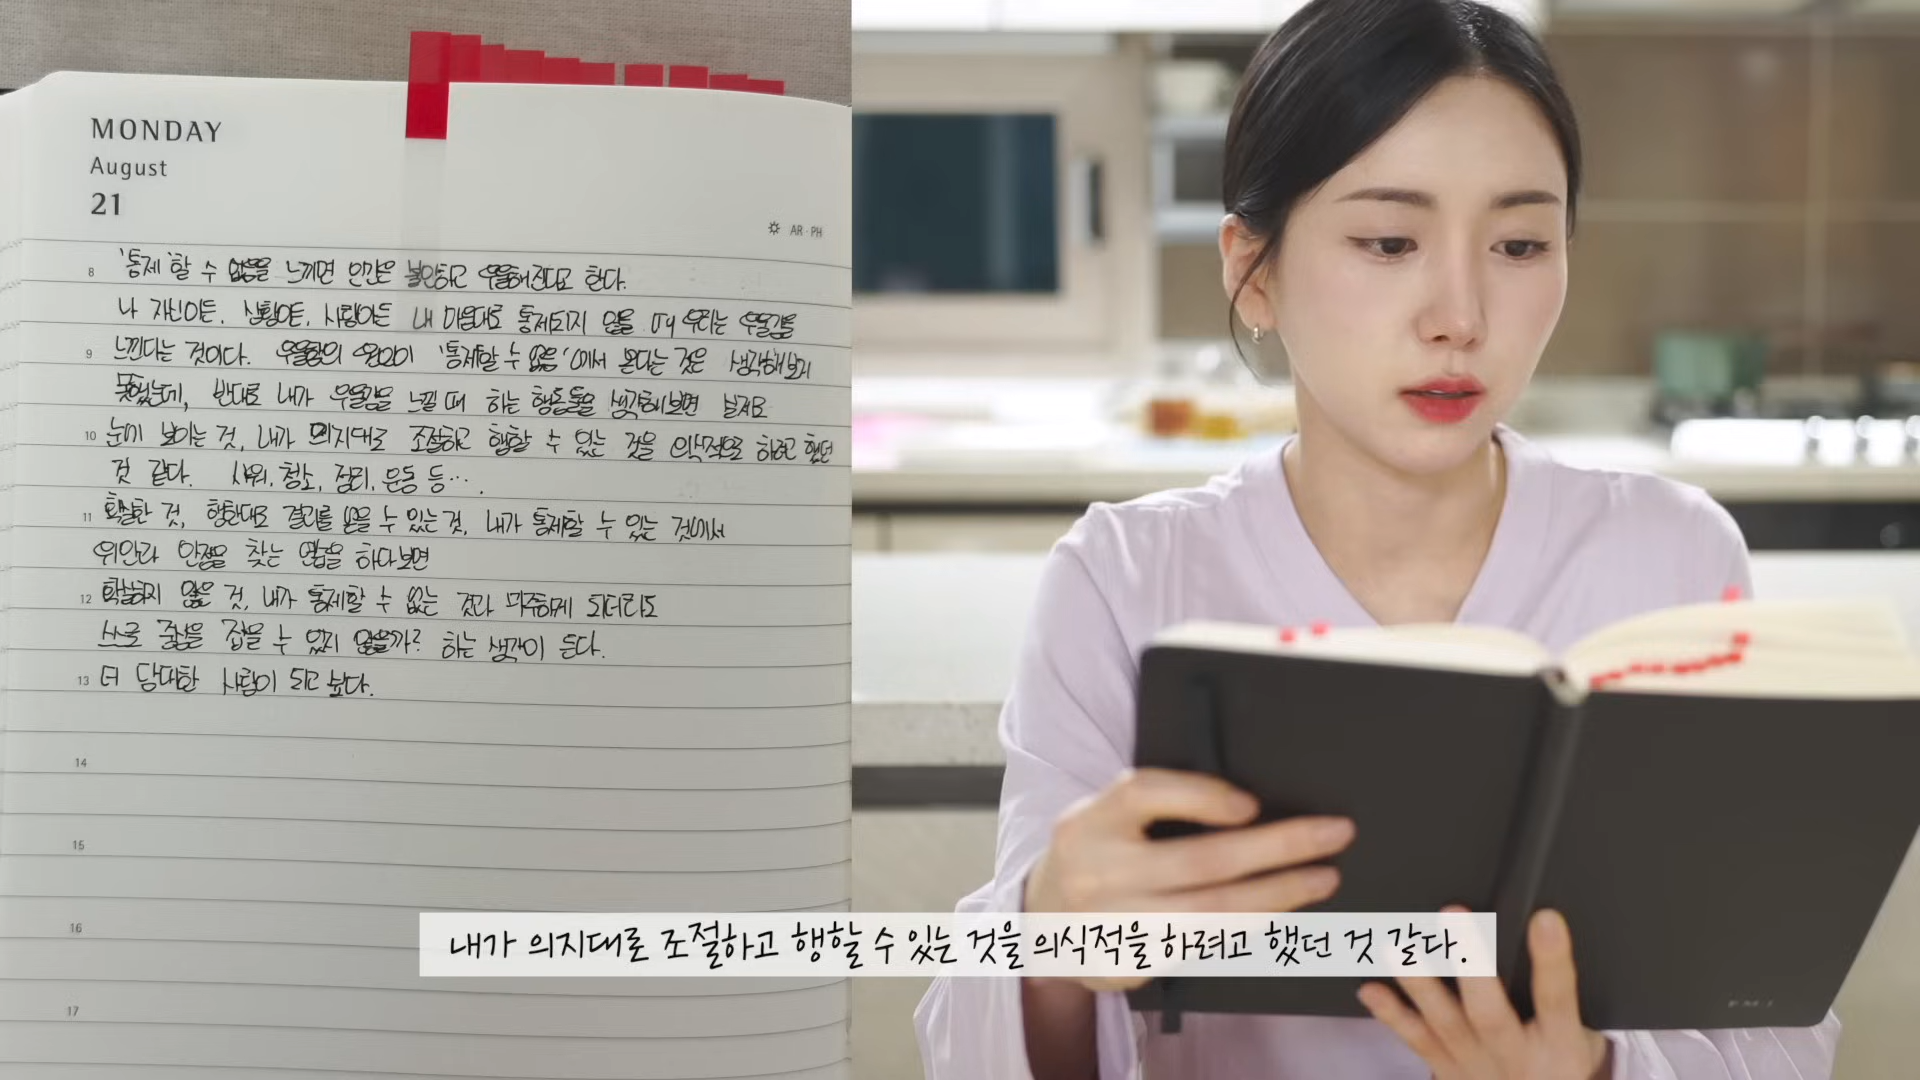 MONDAY
August
21
AR · PH
8 '통제'할 수 없음을 느끼면 인간은 불안하고 우울해진다고 한다.
나 자신이든, 상황이든, 사람이든 내 마음대로 통제되지 않을 때 우리는 우울감을
9 느낀다는 것이다. 우울함의 원인이 '통제할 수 없음'에서 온다는 것은 생각해보지
못했는데, 반대로 내가 우울감을 느낄 때 하는 행동들을 생각해보면 날 저요
10 눈에 보이는 것, 내가 의지대로 조절하고 행할 수 있는 것을 의식적으로 하려고 했던
것 같다. 샤워, 청소, 정리, 운동 등….
11 확실한 것, 행한대로 결과를 얻을 수 있는 것, 내가 통제할 수 있는 것에서
위안과 안정을 찾는 연습을 하다보면
12 확실하지 않은 것, 내가 통제할 수 없는 것과 마주하게 되더라도
스스로 중심을 잡을 수 있지 않을까? 하는 생각이 든다.
13 더 담대한 사람이 되고 싶다.
14
15
16
17
내가 의지대로 조절하고 행할 수 있는 것을 의식적을 하려고 했던 것 같다.